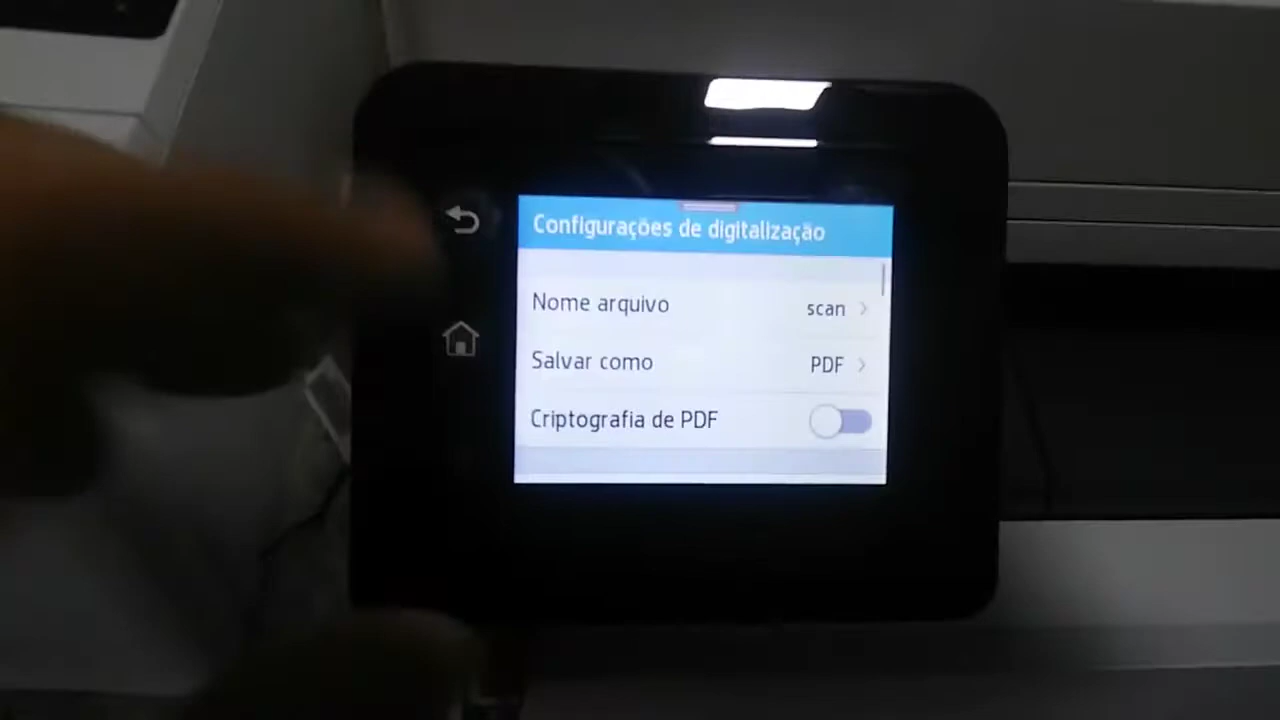 Configurações de digitalização
Nome arquivo scan
Salvar como PDF
Criptografia de PDF